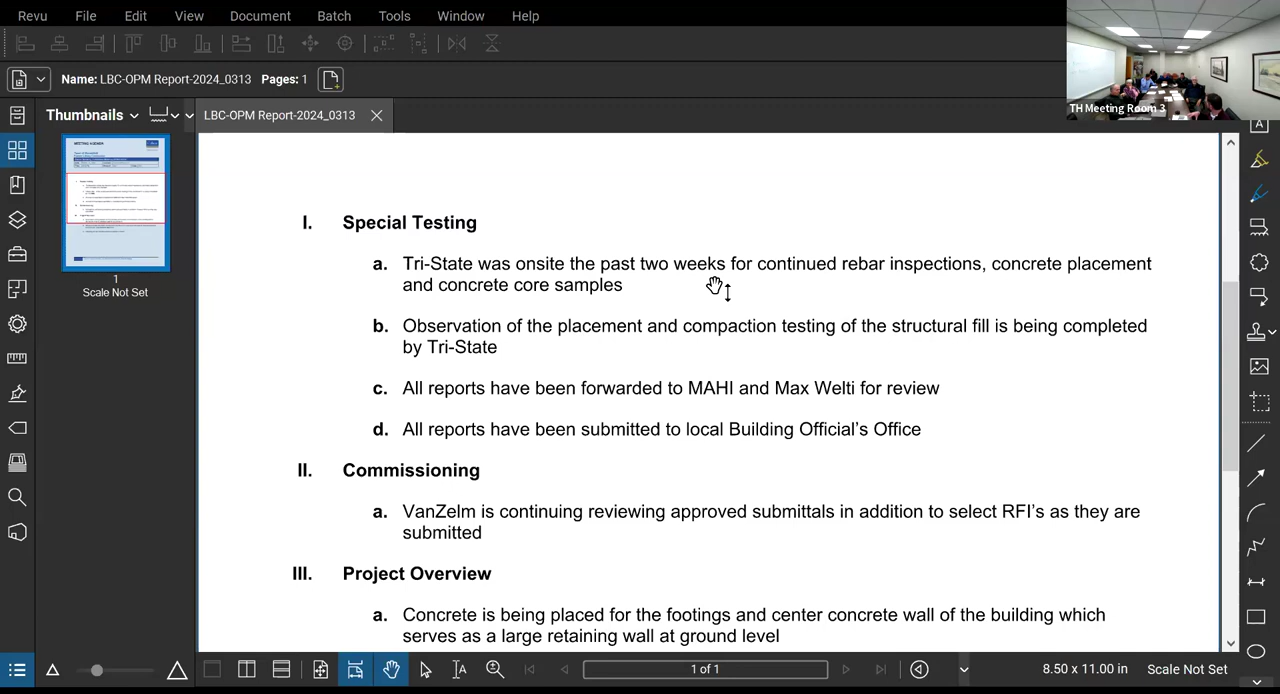 Revu File Edit View Document Batch Tools Window Help
Name: LBC-OPM Report-2024_0313 Pages: 1
TH Meeting Room 3
Thumbnails
LBC-OPM Report-2024_0313
MEETING AGENDA
1
Scale Not Set
I. Special Testing
a. Tri-State was onsite the past two weeks for continued rebar inspections, concrete placement
and concrete core samples
b. Observation of the placement and compaction testing of the structural fill is being completed
by Tri-State
c. All reports have been forwarded to MAHI and Max Welti for review
d. All reports have been submitted to local Building Official's Office
II. Commissioning
a. VanZelm is continuing reviewing approved submittals in addition to select RFI's as they are
submitted
III. Project Overview
a. Concrete is being placed for the footings and center concrete wall of the building which
serves as a large retaining wall at ground level
1 of 1
8.50 x 11.00 in Scale Not Set